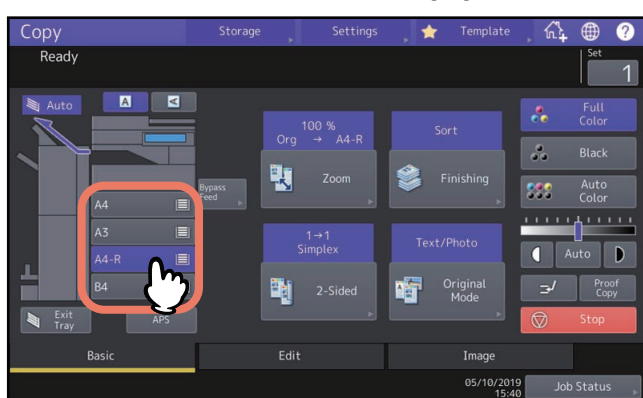 Copy
Storage
Settings
Template
?
Ready
Set
1
Auto
A
A
100 %
Org → A4-R
Zoom
Sort
Finishing
Full
Color
Black
Auto
Color
Bypass
Feed
A4
A3
A4-R
B4
1→1
Simplex
2-Sided
Text/Photo
Original
Mode
Auto
Proof
Copy
Exit
Tray
APS
Stop
Basic
Edit
Image
05/10/2019
15:40
Job Status